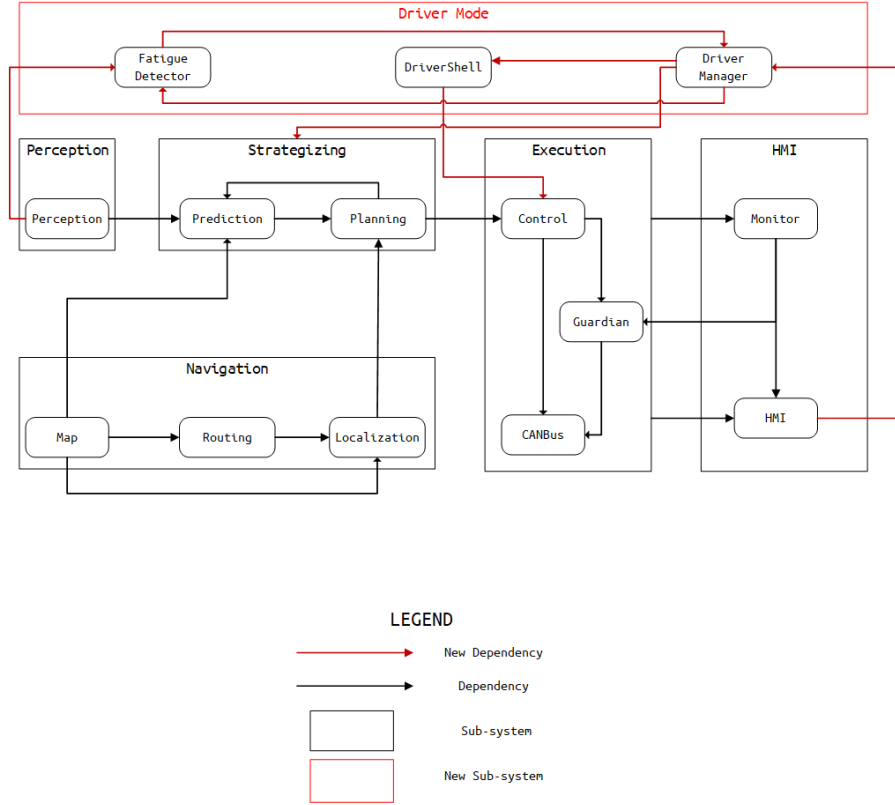 Driver Mode
Fatigue
Detector
DriverShell
Driver
Manager
Perception
Strategizing
Execution
HMI
Perception
Prediction
Planning
Control
Monitor
Guardian
Navigation
Map
Routing
Localization
CANBus
HMI
LEGEND
New Dependency
Dependency
Sub-system
New Sub-system